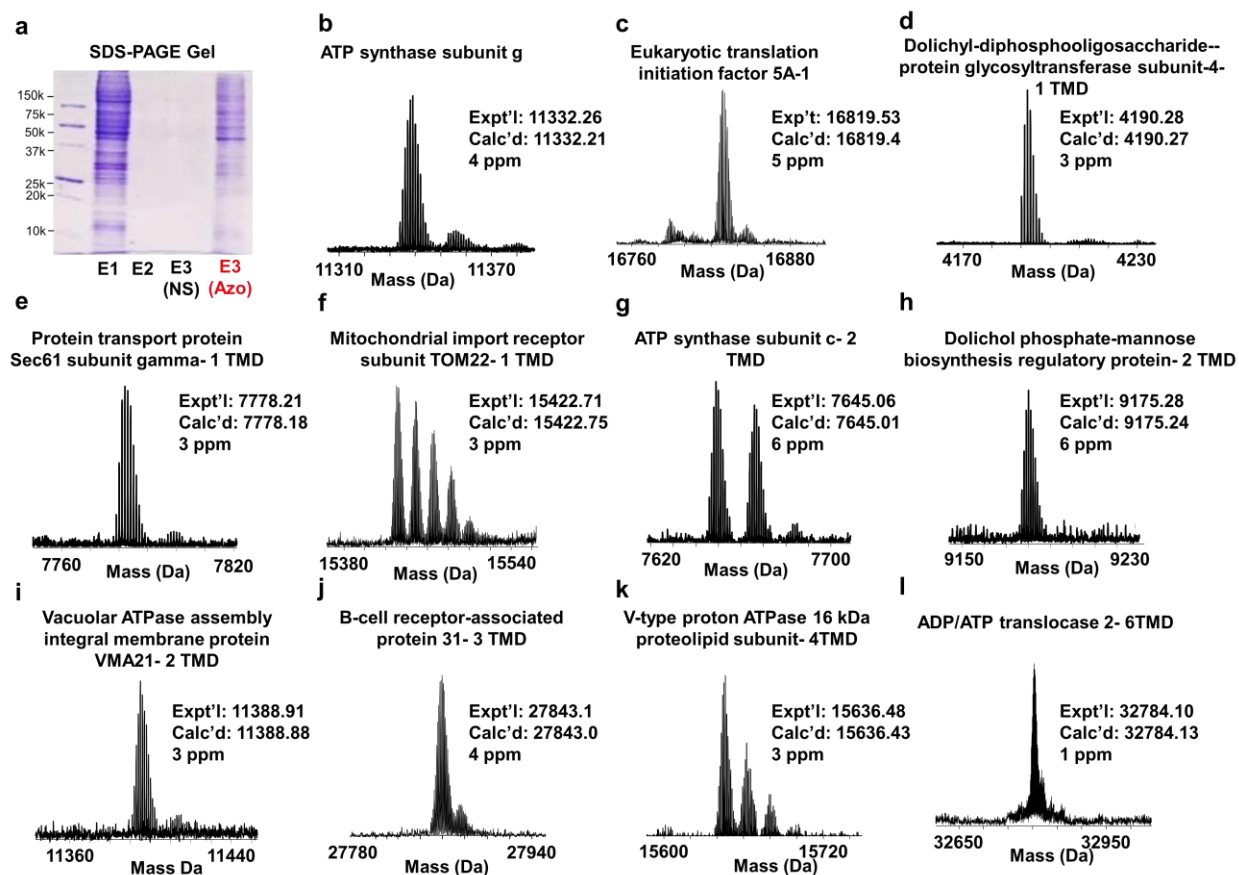 a
SDS-PAGE Gel
150k
75k
50k
37k
25k
20k
10k
E1 E2 E3 E3
(NS) (Azo)
b
ATP synthase subunit g
Expt'l: 11332.26
Calc'd: 11332.21
4 ppm
11310 11370
Mass (Da)
c
Eukaryotic translation
initiation factor 5A-1
Exp't: 16819.53
Calc'd: 16819.4
5 ppm
16760 16880
Mass (Da)
d
Dolichyl-diphosphooligosaccharide--
protein glycosyltransferase subunit-4-
1 TMD
Expt'l: 4190.28
Calc'd: 4190.27
3 ppm
4170 4230
Mass (Da)
e
Protein transport protein
Sec61 subunit gamma- 1 TMD
Expt'l: 7778.21
Calc'd: 7778.18
3 ppm
7760 7820
Mass (Da)
f
Mitochondrial import receptor
subunit TOM22- 1 TMD
Expt'l: 15422.71
Calc'd: 15422.75
3 ppm
15380 15540
Mass (Da)
g
ATP synthase subunit c- 2
TMD
Expt'l: 7645.06
Calc'd: 7645.01
6 ppm
7620 7700
Mass (Da)
h
Dolichol phosphate-mannose
biosynthesis regulatory protein- 2 TMD
Expt'l: 9175.28
Calc'd: 9175.24
6 ppm
9150 9230
Mass (Da)
i
Vacuolar ATPase assembly
integral membrane protein
VMA21- 2 TMD
Expt'l: 11388.91
Calc'd: 11388.88
3 ppm
11360 11440
Mass Da
j
B-cell receptor-associated
protein 31- 3 TMD
Expt'l: 27843.1
Calc'd: 27843.0
4 ppm
27780 27940
Mass (Da)
k
V-type proton ATPase 16 kDa
proteolipid subunit- 4TMD
Expt'l: 15636.48
Calc'd: 15636.43
3 ppm
15600 15720
Mass (Da)
l
ADP/ATP translocase 2- 6TMD
Expt'l: 32784.10
Calc'd: 32784.13
1 ppm
32650 32950
Mass (Da)